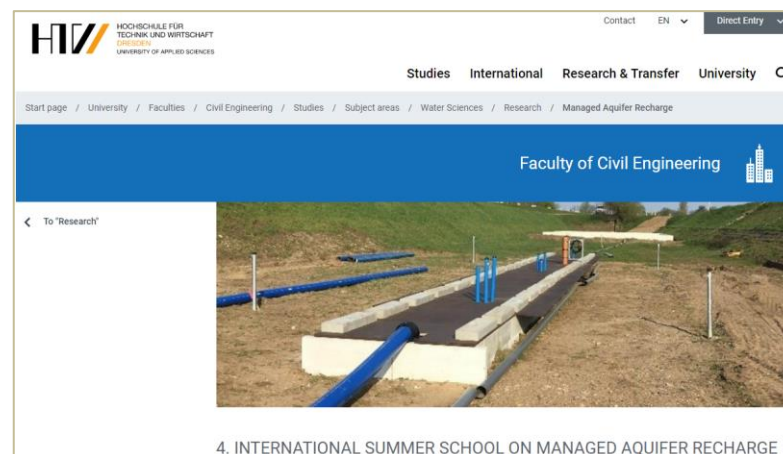 HTW
HOCHSCHULE FÜR
TECHNIK UND WIRTSCHAFT
DRESDEN
UNIVERSITY OF APPLIED SCIENCES
Contact EN Direct Entry
Studies International Research & Transfer University
Start page / University / Faculties / Civil Engineering / Studies / Subject areas / Water Sciences / Research / Managed Aquifer Recharge
Faculty of Civil Engineering
To "Research"
4. INTERNATIONAL SUMMER SCHOOL ON MANAGED AQUIFER RECHARGE